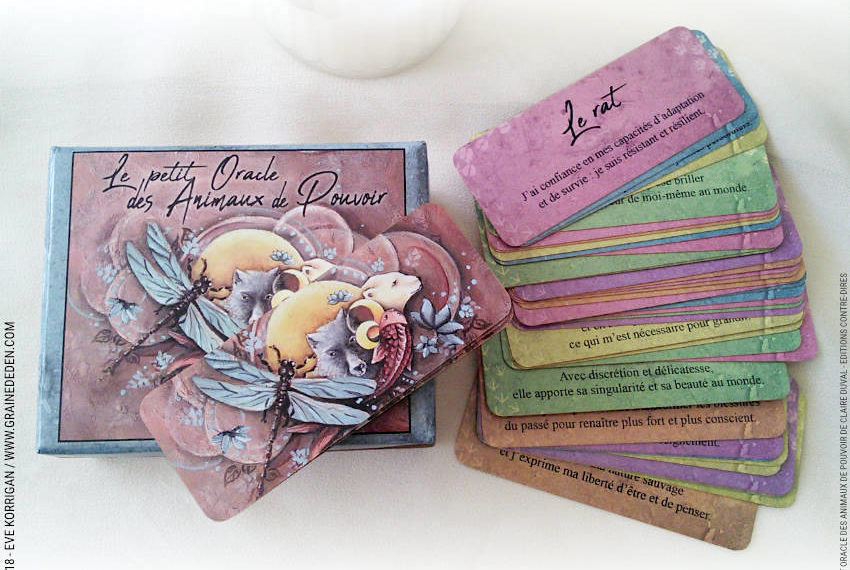 Le petit Oracle
des Animaux de Pouvoir
Le rat
J'ai confiance en mes capacités d'adaptation
et de survie : je suis résistant et résilient.
briller
de moi-même au monde.
ce qui m'est nécessaire pour grandir.
Avec discrétion et délicatesse,
elle apporte sa singularité et sa beauté au monde.
les blessures
du passé pour renaître plus fort et plus conscient.
nature sauvage
et j'exprime ma liberté d'être et de penser.
18 - EVE KORRIGAN / WWW.GRAINEDEDEN.COM
ORACLE DES ANIMAUX DE POUVOIR DE CLAIRE DUVAL - EDITIONS CONTRE-DIRES